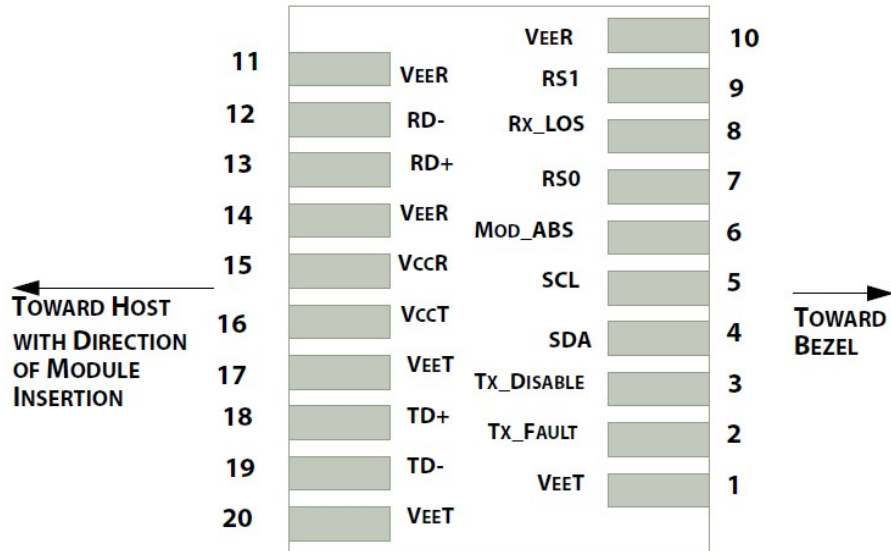 11
12
13
14
15
16
17
18
19
20
VEER
RD-
RD+
VEER
VCCR
VCCT
VEET
TD+
TD-
VEET
VEER
RS1
RX_LOS
RS0
MOD_ABS
SCL
SDA
TX_DISABLE
TX_FAULT
VEET
10
9
8
7
6
5
4
3
2
1
TOWARD HOST
WITH DIRECTION
OF MODULE
INSERTION
TOWARD
BEZEL